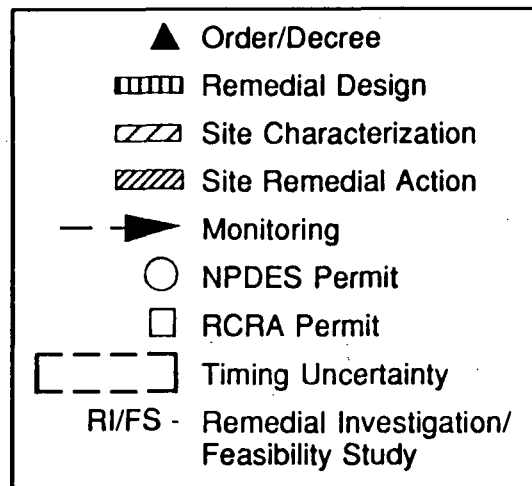 Order/Decree
Remedial Design
Site Characterization
Site Remedial Action
Monitoring
NPDES Permit
RCRA Permit
Timing Uncertainty
RI/FS - Remedial Investigation/
Feasibility Study